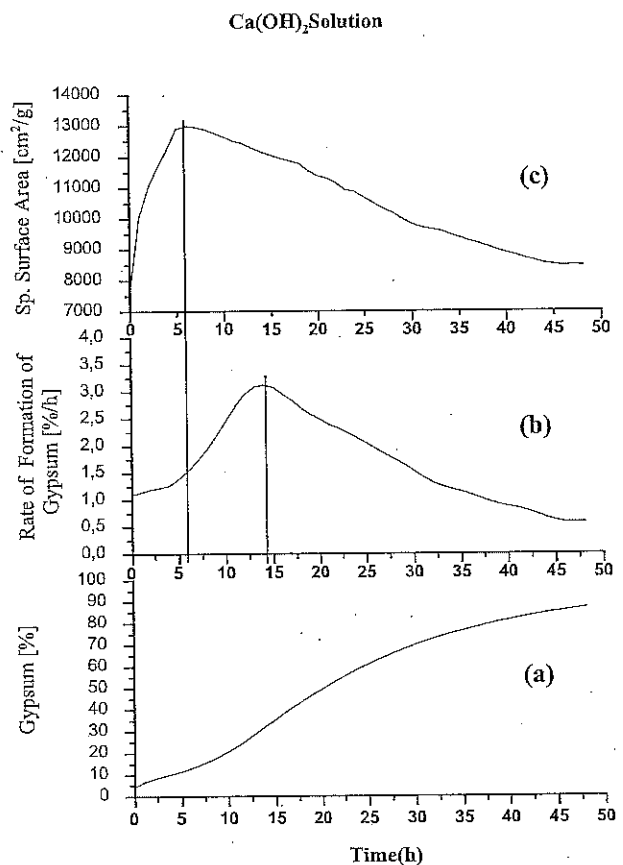 Ca(OH)₂Solution
Sp. Surface Area [cm²/g]
14000
13000
12000
11000
10000
9000
8000
7000
(c)
0 5 10 15 20 25 30 35 40 45 50
Rate of Formation of
Gypsum [%/h]
4,0
3,5
3,0
2,5
2,0
1,5
1,0
0,5
0,0
(b)
0 5 10 15 20 25 30 35 40 45 50
Gypsum [%]
100
90
80
70
60
50
40
30
20
10
0
(a)
0 5 10 15 20 25 30 35 40 45 50
Time(h)